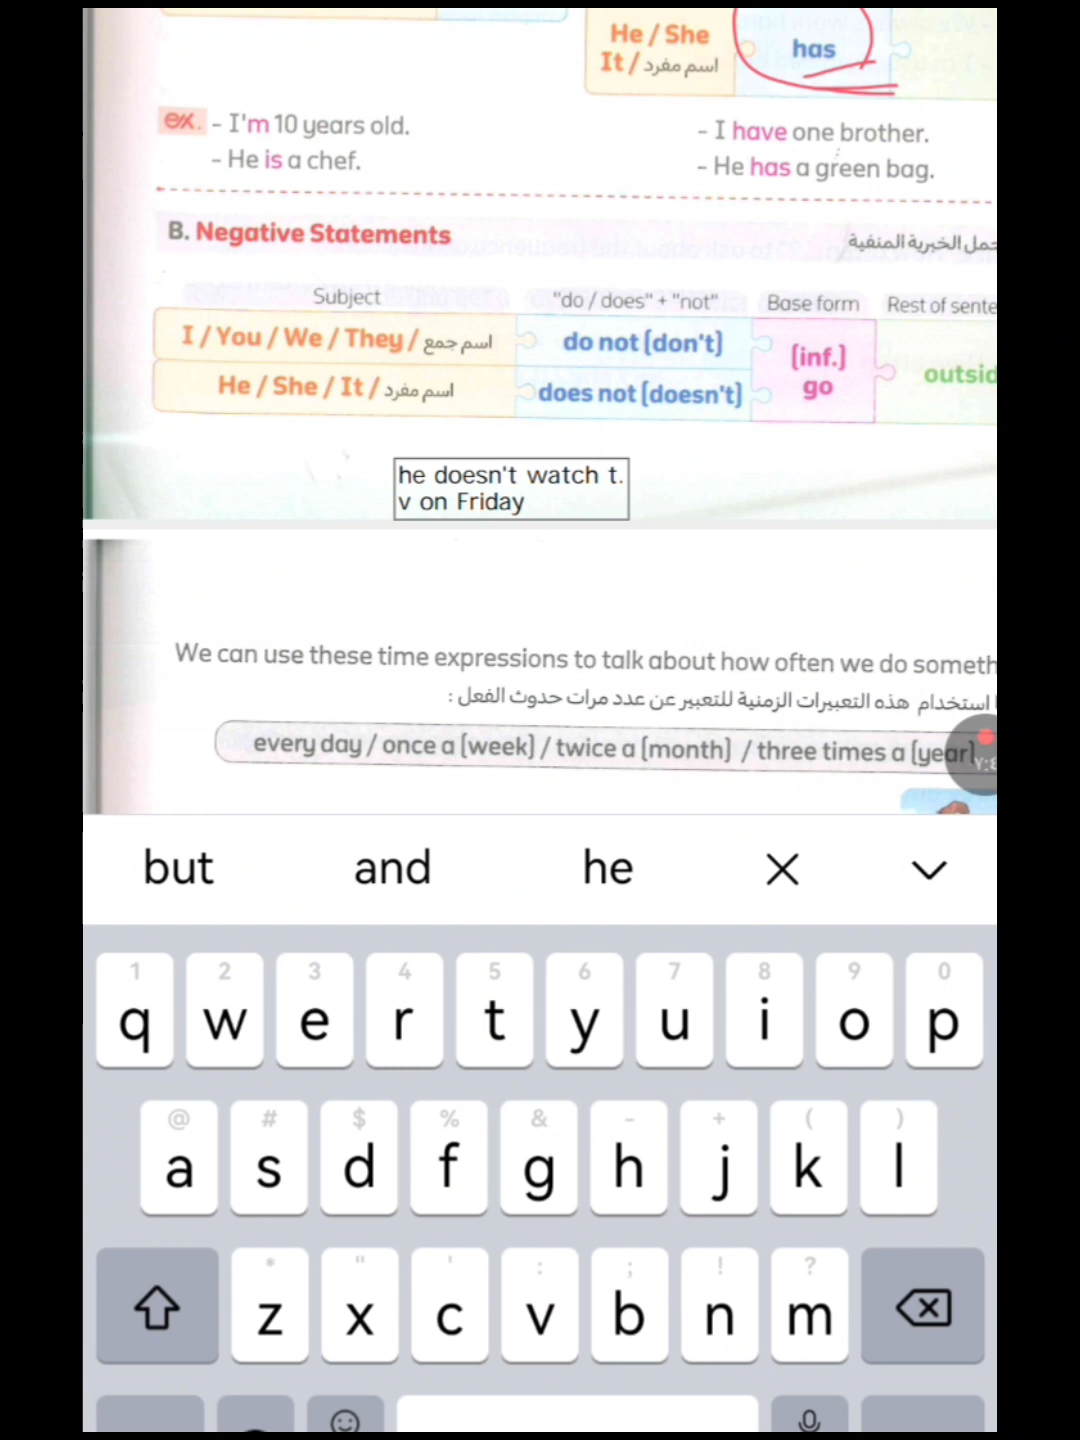 He / She
It / اسم مفرد
has
ex. - I'm 10 years old.
- He is a chef.
- I have one brother.
- He has a green bag.
B. Negative Statements
جمل الخبرية المنفية
Subject "do / does" + "not" Base form Rest of sente
I / You / We / They / اسم جمع do not (don't)
He / She / It / اسم مفرد does not (doesn't)
(inf.)
go
outsid
he doesn't watch t.
v on Friday
We can use these time expressions to talk about how often we do someth
استخدام هذه التعبيرات الزمنية للتعبير عن عدد مرات حدوث الفعل :
every day / once a (week) / twice a (month) / three times a (year)
but and he
1 2 3 4 5 6 7 8 9 0
q w e r t y u i o p
@ # $ % & - + ( )
a s d f g h j k l
* " ' : ; ! ?
z x c v b n m